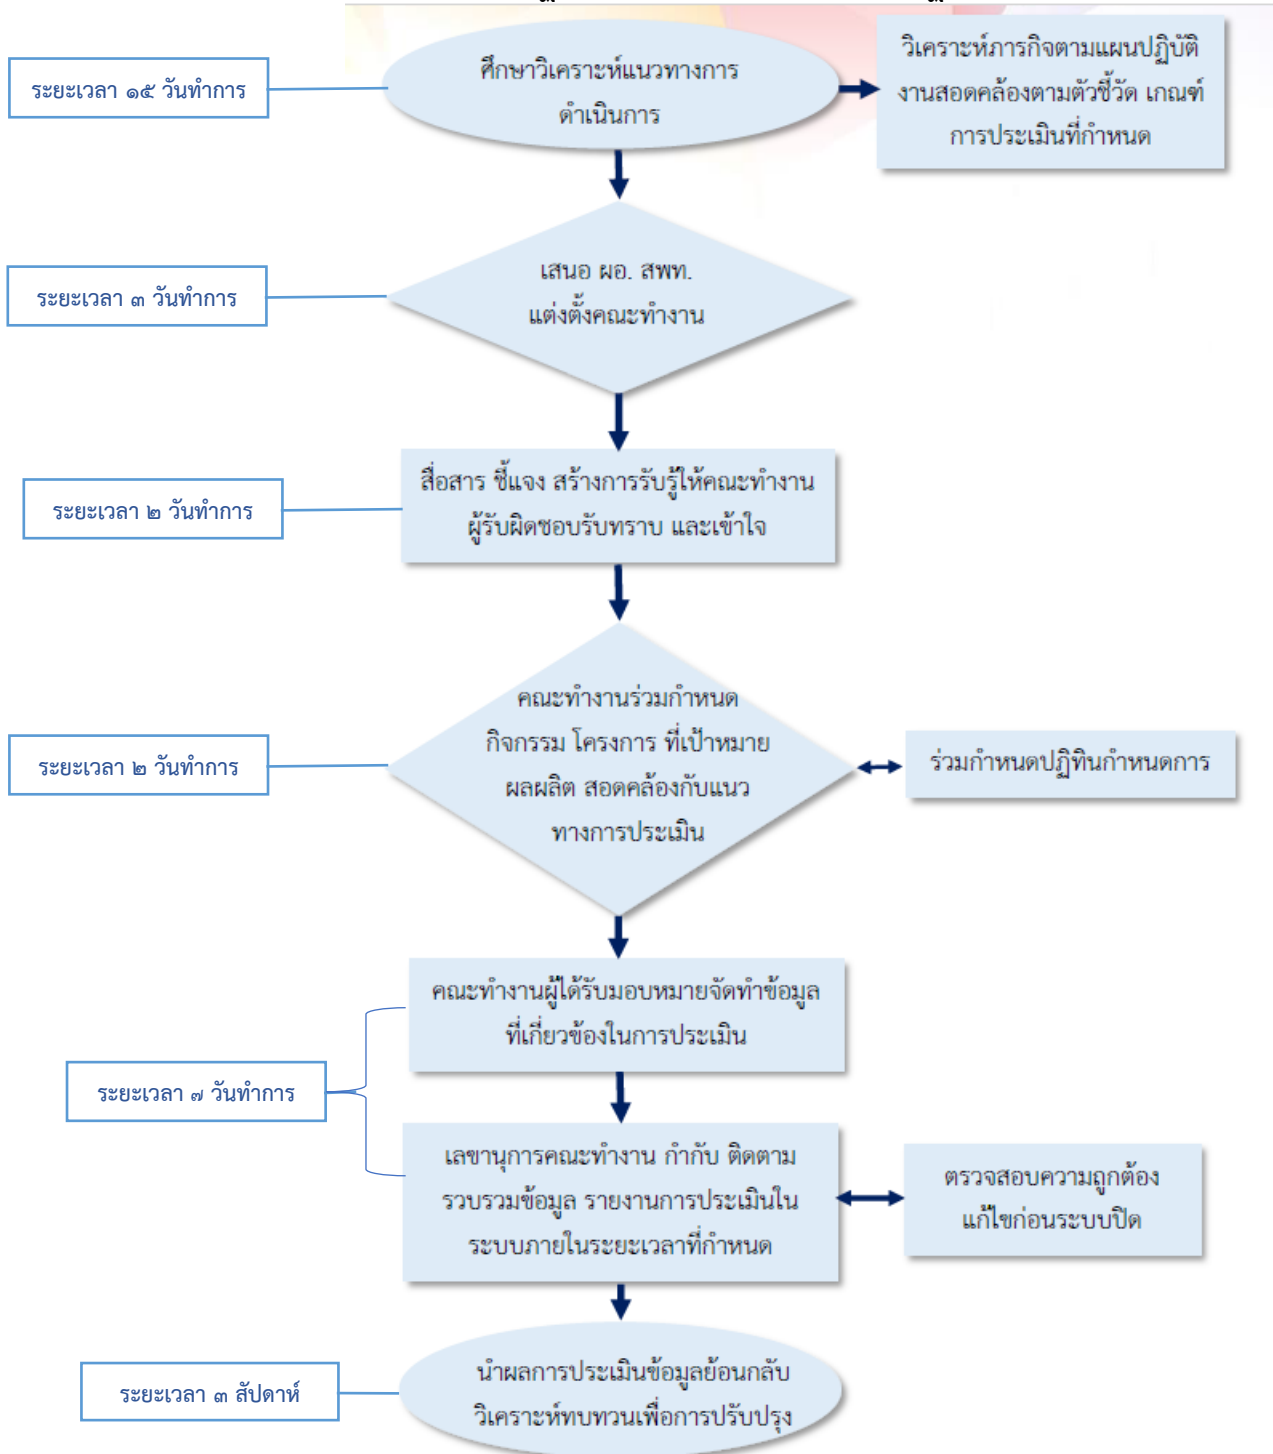 ระยะเวลา ๑๕ วันทำการ
ศึกษาวิเคราะห์แนวทางการ
ดำเนินการ
วิเคราะห์ภารกิจตามแผนปฏิบัติ
งานสอดคล้องตามตัวชี้วัด เกณฑ์
การประเมินที่กำหนด
ระยะเวลา ๓ วันทำการ
เสนอ ผอ. สพท.
แต่งตั้งคณะทำงาน
ระยะเวลา ๒ วันทำการ
สื่อสาร ชี้แจง สร้างการรับรู้ให้คณะทำงาน
ผู้รับผิดชอบรับทราบ และเข้าใจ
ระยะเวลา ๒ วันทำการ
คณะทำงานร่วมกำหนด
กิจกรรม โครงการ ที่เป้าหมาย
ผลผลิต สอดคล้องกับแนว
ทางการประเมิน
ร่วมกำหนดปฏิทินกำหนดการ
ระยะเวลา ๗ วันทำการ
คณะทำงานผู้ได้รับมอบหมายจัดทำข้อมูล
ที่เกี่ยวข้องในการประเมิน
เลขานุการคณะทำงาน กำกับ ติดตาม
รวบรวมข้อมูล รายงานการประเมินใน
ระบบภายในระยะเวลาที่กำหนด
ตรวจสอบความถูกต้อง
แก้ไขก่อนระบบปิด
ระยะเวลา ๓ สัปดาห์
นำผลการประเมินข้อมูลย้อนกลับ
วิเคราะห์ทบทวนเพื่อการปรับปรุง